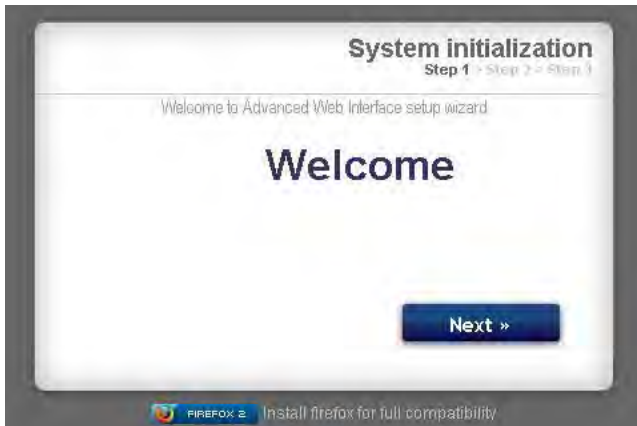 System initialization
Step 1 > Step 2 > Step 3
Welcome to Advanced Web Interface setup wizard
Welcome
Next »
FIREFOX 2 Install firefox for full compatibility